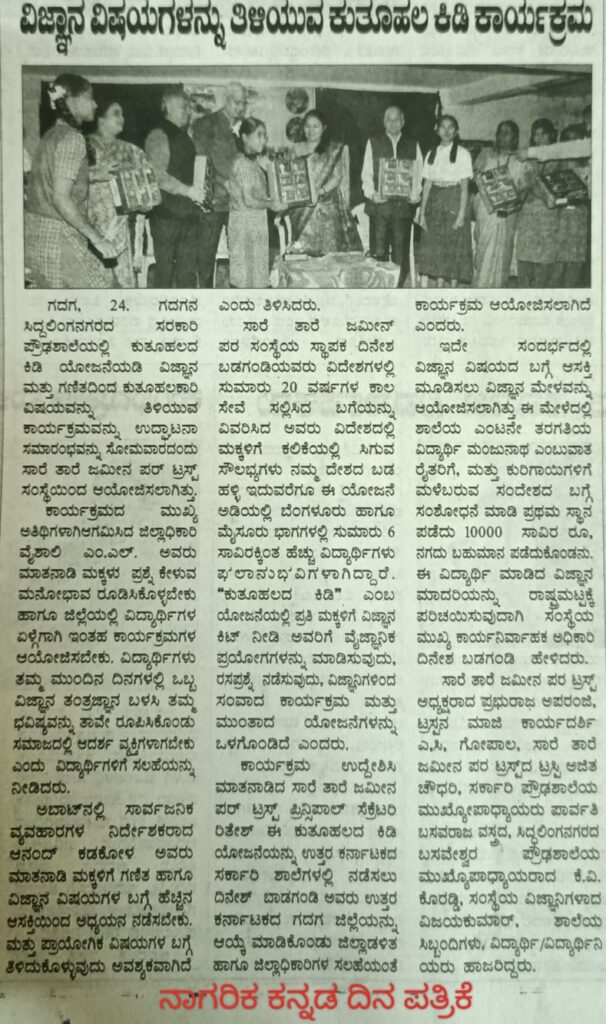 ವಿಜ್ಞಾನ ವಿಷಯಗಳನ್ನು ತಿಳಿಯುವ ಕುತೂಹಲ ಕಿಡಿ ಕಾರ್ಯಕ್ರಮ
ಗದಗ, 24. ಗದಗನ
ಸಿದ್ದಲಿಂಗನಗರದ ಸರಕಾರಿ
ಪ್ರೌಢಶಾಲೆಯಲ್ಲಿ ಕುತೂಹಲದ
ಕಿಡಿ ಯೋಜನೆಯಡಿ ವಿಜ್ಞಾನ
ಮತ್ತು ಗಣಿತದಿಂದ ಕುತೂಹಲಕಾರಿ
ವಿಷಯವನ್ನು ತಿಳಿಯುವ
ಕಾರ್ಯಕ್ರಮವನ್ನು ಉದ್ಘಾಟನಾ
ಸಮಾರಂಭವನ್ನು ಸೋಮವಾರದಂದು
ಸಾರೆ ತಾರೆ ಜಮೀನ ಪರ್ ಟ್ರಸ್ಟ್
ಸಂಸ್ಥೆಯಿಂದ ಆಯೋಜಿಸಲಾಗಿತ್ತು.
ಕಾರ್ಯಕ್ರಮದ ಮುಖ್ಯ
ಅತಿಥಿಗಳಾಗಿಆಗಮಿಸಿದ ಜಿಲ್ಲಾಧಿಕಾರಿ
ವೈಶಾಲಿ ಎಂ.ಎಲ್. ಅವರು
ಮಾತನಾಡಿ ಮಕ್ಕಳು ಪ್ರಶ್ನೆ ಕೇಳುವ
ಮನೋಭಾವ ರೂಡಿಸಿಕೊಳ್ಳಬೇಕು
ಹಾಗೂ ಜಿಲ್ಲೆಯಲ್ಲಿ ವಿದ್ಯಾರ್ಥಿಗಳ
ಏಳ್ಗೆಗಾಗಿ ಇಂತಹ ಕಾರ್ಯಕ್ರಮಗಳ
ಆಯೋಜಿಸಬೇಕು. ವಿದ್ಯಾರ್ಥಿಗಳು
ತಮ್ಮ ಮುಂದಿನ ದಿನಗಳಲ್ಲಿ ಒಬ್ಬ
ವಿಜ್ಞಾನ ತಂತ್ರಜ್ಞಾನ ಬಳಸಿ ತಮ್ಮ
ಭವಿಷ್ಯವನ್ನು ತಾವೇ ರೂಪಿಸಿಕೊಂಡು
ಸಮಾಜದಲ್ಲಿ ಆದರ್ಶ ವ್ಯಕ್ತಿಗಳಾಗಬೇಕು
ಎಂದು ವಿದ್ಯಾರ್ಥಿಗಳಿಗೆ ಸಲಹೆಯನ್ನು
ನೀಡಿದರು.
ಅಬಾಟ್‌ನಲ್ಲಿ ಸಾರ್ವಜನಿಕ
ವ್ಯವಹಾರಗಳ ನಿರ್ದೇಶಕರಾದ
ಆನಂದ್ ಕಡಕೋಳ ಅವರು
ಮಾತನಾಡಿ ಮಕ್ಕಳಿಗೆ ಗಣಿತ ಹಾಗೂ
ವಿಜ್ಞಾನ ವಿಷಯಗಳ ಬಗ್ಗೆ ಹೆಚ್ಚಿನ
ಆಸಕ್ತಿಯಿಂದ ಅಧ್ಯಯನ ನಡೆಸಬೇಕು.
ಮತ್ತು ಪ್ರಾಯೋಗಿಕ ವಿಷಯಗಳ ಬಗ್ಗೆ
ತಿಳಿದುಕೊಳ್ಳುವುದು ಅವಶ್ಯಕವಾಗಿದೆ
ಎಂದು ತಿಳಿಸಿದರು.
ಸಾರೆ ತಾರೆ ಜಮೀನ್
ಪರ ಸಂಸ್ಥೆಯ ಸ್ಥಾಪಕ ದಿನೇಶ
ಬಡಗಂಡಿಯವರು ವಿದೇಶಗಳಲ್ಲಿ
ಸುಮಾರು 20 ವರ್ಷಗಳ ಕಾಲ
ಸೇವೆ ಸಲ್ಲಿಸಿದ ಬಗೆಯನ್ನು
ವಿವರಿಸಿದ ಅವರು ವಿದೇಶದಲ್ಲಿ
ಮಕ್ಕಳಿಗೆ ಕಲಿಕೆಯಲ್ಲಿ ಸಿಗುವ
ಸೌಲಭ್ಯಗಳು ನಮ್ಮ ದೇಶದ ಬಡ
ಹಳ್ಳಿ ಇದುವರೆಗೂ ಈ ಯೋಜನೆ
ಅಡಿಯಲ್ಲಿ ಬೆಂಗಳೂರು ಹಾಗೂ
ಮೈಸೂರು ಭಾಗಗಳಲ್ಲಿ ಸುಮಾರು 6
ಸಾವಿರಕ್ಕಿಂತ ಹೆಚ್ಚು ವಿದ್ಯಾರ್ಥಿಗಳು
ಫಲಾನುಭವಿಗಳಾಗಿದ್ದಾರೆ.
"ಕುತೂಹಲದ ಕಿಡಿ" ಎಂಬ
ಯೋಜನೆಯಲ್ಲಿ ಪ್ರತಿ ಮಕ್ಕಳಿಗೆ ವಿಜ್ಞಾನ
ಕಿಟ್ ನೀಡಿ ಅವರಿಗೆ ವೈಜ್ಞಾನಿಕ
ಪ್ರಯೋಗಗಳನ್ನು ಮಾಡಿಸುವುದು,
ರಸಪ್ರಶ್ನೆ ನಡೆಸುವುದು, ವಿಜ್ಞಾನಿಗಳಿಂದ
ಸಂವಾದ ಕಾರ್ಯಕ್ರಮ ಮತ್ತು
ಮುಂತಾದ ಯೋಜನೆಗಳನ್ನು
ಒಳಗೊಂಡಿದೆ ಎಂದರು.
ಕಾರ್ಯಕ್ರಮ ಉದ್ದೇಶಿಸಿ
ಮಾತನಾಡಿದ ಸಾರೆ ತಾರೆ ಜಮೀನ
ಪರ್ ಟ್ರಸ್ಟ್ ಪ್ರಿನ್ಸಿಪಾಲ್ ಸೆಕ್ರೆಟರಿ
ರಿತೇಶ್ ಈ ಕುತೂಹಲದ ಕಿಡಿ
ಯೋಜನೆಯನ್ನು ಉತ್ತರ ಕರ್ನಾಟಕದ
ಸರ್ಕಾರಿ ಶಾಲೆಗಳಲ್ಲಿ ನಡೆಸಲು
ದಿನೇಶ್ ಬಾಡಗಂಡಿ ಅವರು ಉತ್ತರ
ಕರ್ನಾಟಕದ ಗದಗ ಜಿಲ್ಲೆಯನ್ನು
ಆಯ್ಕೆ ಮಾಡಿಕೊಂಡು ಜಿಲ್ಲಾಡಳಿತ
ಹಾಗೂ ಜಿಲ್ಲಾಧಿಕಾರಿಗಳ ಸಲಹೆಯಂತೆ
ಕಾರ್ಯಕ್ರಮ ಆಯೋಜಿಸಲಾಗಿದೆ
ಎಂದರು.
ಇದೇ ಸಂದರ್ಭದಲ್ಲಿ
ವಿಜ್ಞಾನ ವಿಷಯದ ಬಗ್ಗೆ ಆಸಕ್ತಿ
ಮೂಡಿಸಲು ವಿಜ್ಞಾನ ಮೇಳವನ್ನು
ಆಯೋಜಿಸಲಾಗಿತ್ತು ಈ ಮೇಳದಲ್ಲಿ
ಶಾಲೆಯ ಎಂಟನೇ ತರಗತಿಯ
ವಿದ್ಯಾರ್ಥಿ ಮಂಜುನಾಥ ಎಂಬುವಾತ
ರೈತರಿಗೆ, ಮತ್ತು ಕುರಿಗಾಯಿಗಳಿಗೆ
ಮಳೆಬರುವ ಸಂದೇಶದ ಬಗ್ಗೆ
ಸಂಶೋಧನೆ ಮಾಡಿ ಪ್ರಥಮ ಸ್ಥಾನ
ಪಡೆದು 10000 ಸಾವಿರ ರೂ,
ನಗದು ಬಹುಮಾನ ಪಡೆದುಕೊಂಡನು.
ಈ ವಿದ್ಯಾರ್ಥಿ ಮಾಡಿದ ವಿಜ್ಞಾನ
ಮಾದರಿಯನ್ನು ರಾಷ್ಟ್ರಮಟ್ಟಕ್ಕೆ
ಪರಿಚಯಿಸುವುದಾಗಿ ಸಂಸ್ಥೆಯ
ಮುಖ್ಯ ಕಾರ್ಯನಿರ್ವಾಹಕ ಅಧಿಕಾರಿ
ದಿನೇಶ ಬಡಗಂಡಿ ಹೇಳಿದರು.
ಸಾರೆ ತಾರೆ ಜಮೀನ ಪರ ಟ್ರಸ್ಟ್
ಅಧ್ಯಕ್ಷರಾದ ಪ್ರಭುರಾಜ ಅಪರಂಜಿ,
ಟ್ರಸ್ಟನ ಮಾಜಿ ಕಾರ್ಯದರ್ಶಿ
ಎ,ಸಿ, ಗೋಪಾಲ, ಸಾರೆ ತಾರೆ
ಜಮೀನ ಪರ ಟ್ರಸ್ಟ್‌ದ ಟ್ರಸ್ಟಿ ಅಜಿತ
ಚೌಧರಿ, ಸರ್ಕಾರಿ ಪ್ರೌಢಶಾಲೆಯ
ಮುಖ್ಯೋಪಾಧ್ಯಾಯರು ಪಾರ್ವತಿ
ಬಸವರಾಜ ವಸ್ತ್ರದ, ಸಿದ್ಧಲಿಂಗನಗರದ
ಬಸವೇಶ್ವರ ಪ್ರೌಢಶಾಲೆಯ
ಮುಖ್ಯೋಪಾಧ್ಯಾಯರಾದ ಕೆ.ವಿ.
ಕೊರಡ್ಡಿ, ಸಂಸ್ಥೆಯ ವಿಜ್ಞಾನಿಗಳಾದ
ವಿಜಯಕುಮಾರ್, ಶಾಲೆಯ
ಸಿಬ್ಬಂದಿಗಳು, ವಿದ್ಯಾರ್ಥಿ/ವಿದ್ಯಾರ್ಥಿನಿ
ಯರು ಹಾಜರಿದ್ದರು.
ನಾಗರಿಕ ಕನ್ನಡ ದಿನ ಪತ್ರಿಕೆ